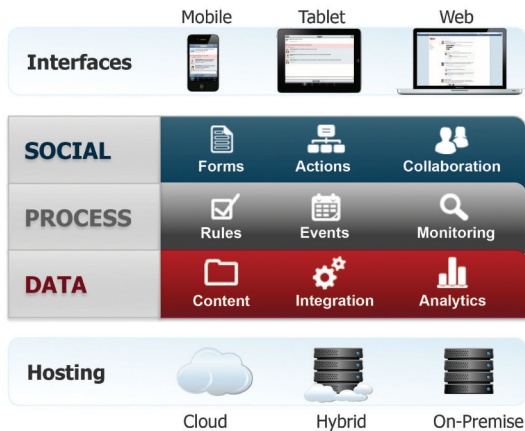 Mobile Tablet Web
Interfaces
SOCIAL Forms Actions Collaboration
PROCESS Rules Events Monitoring
DATA Content Integration Analytics
Hosting
Cloud Hybrid On-Premise